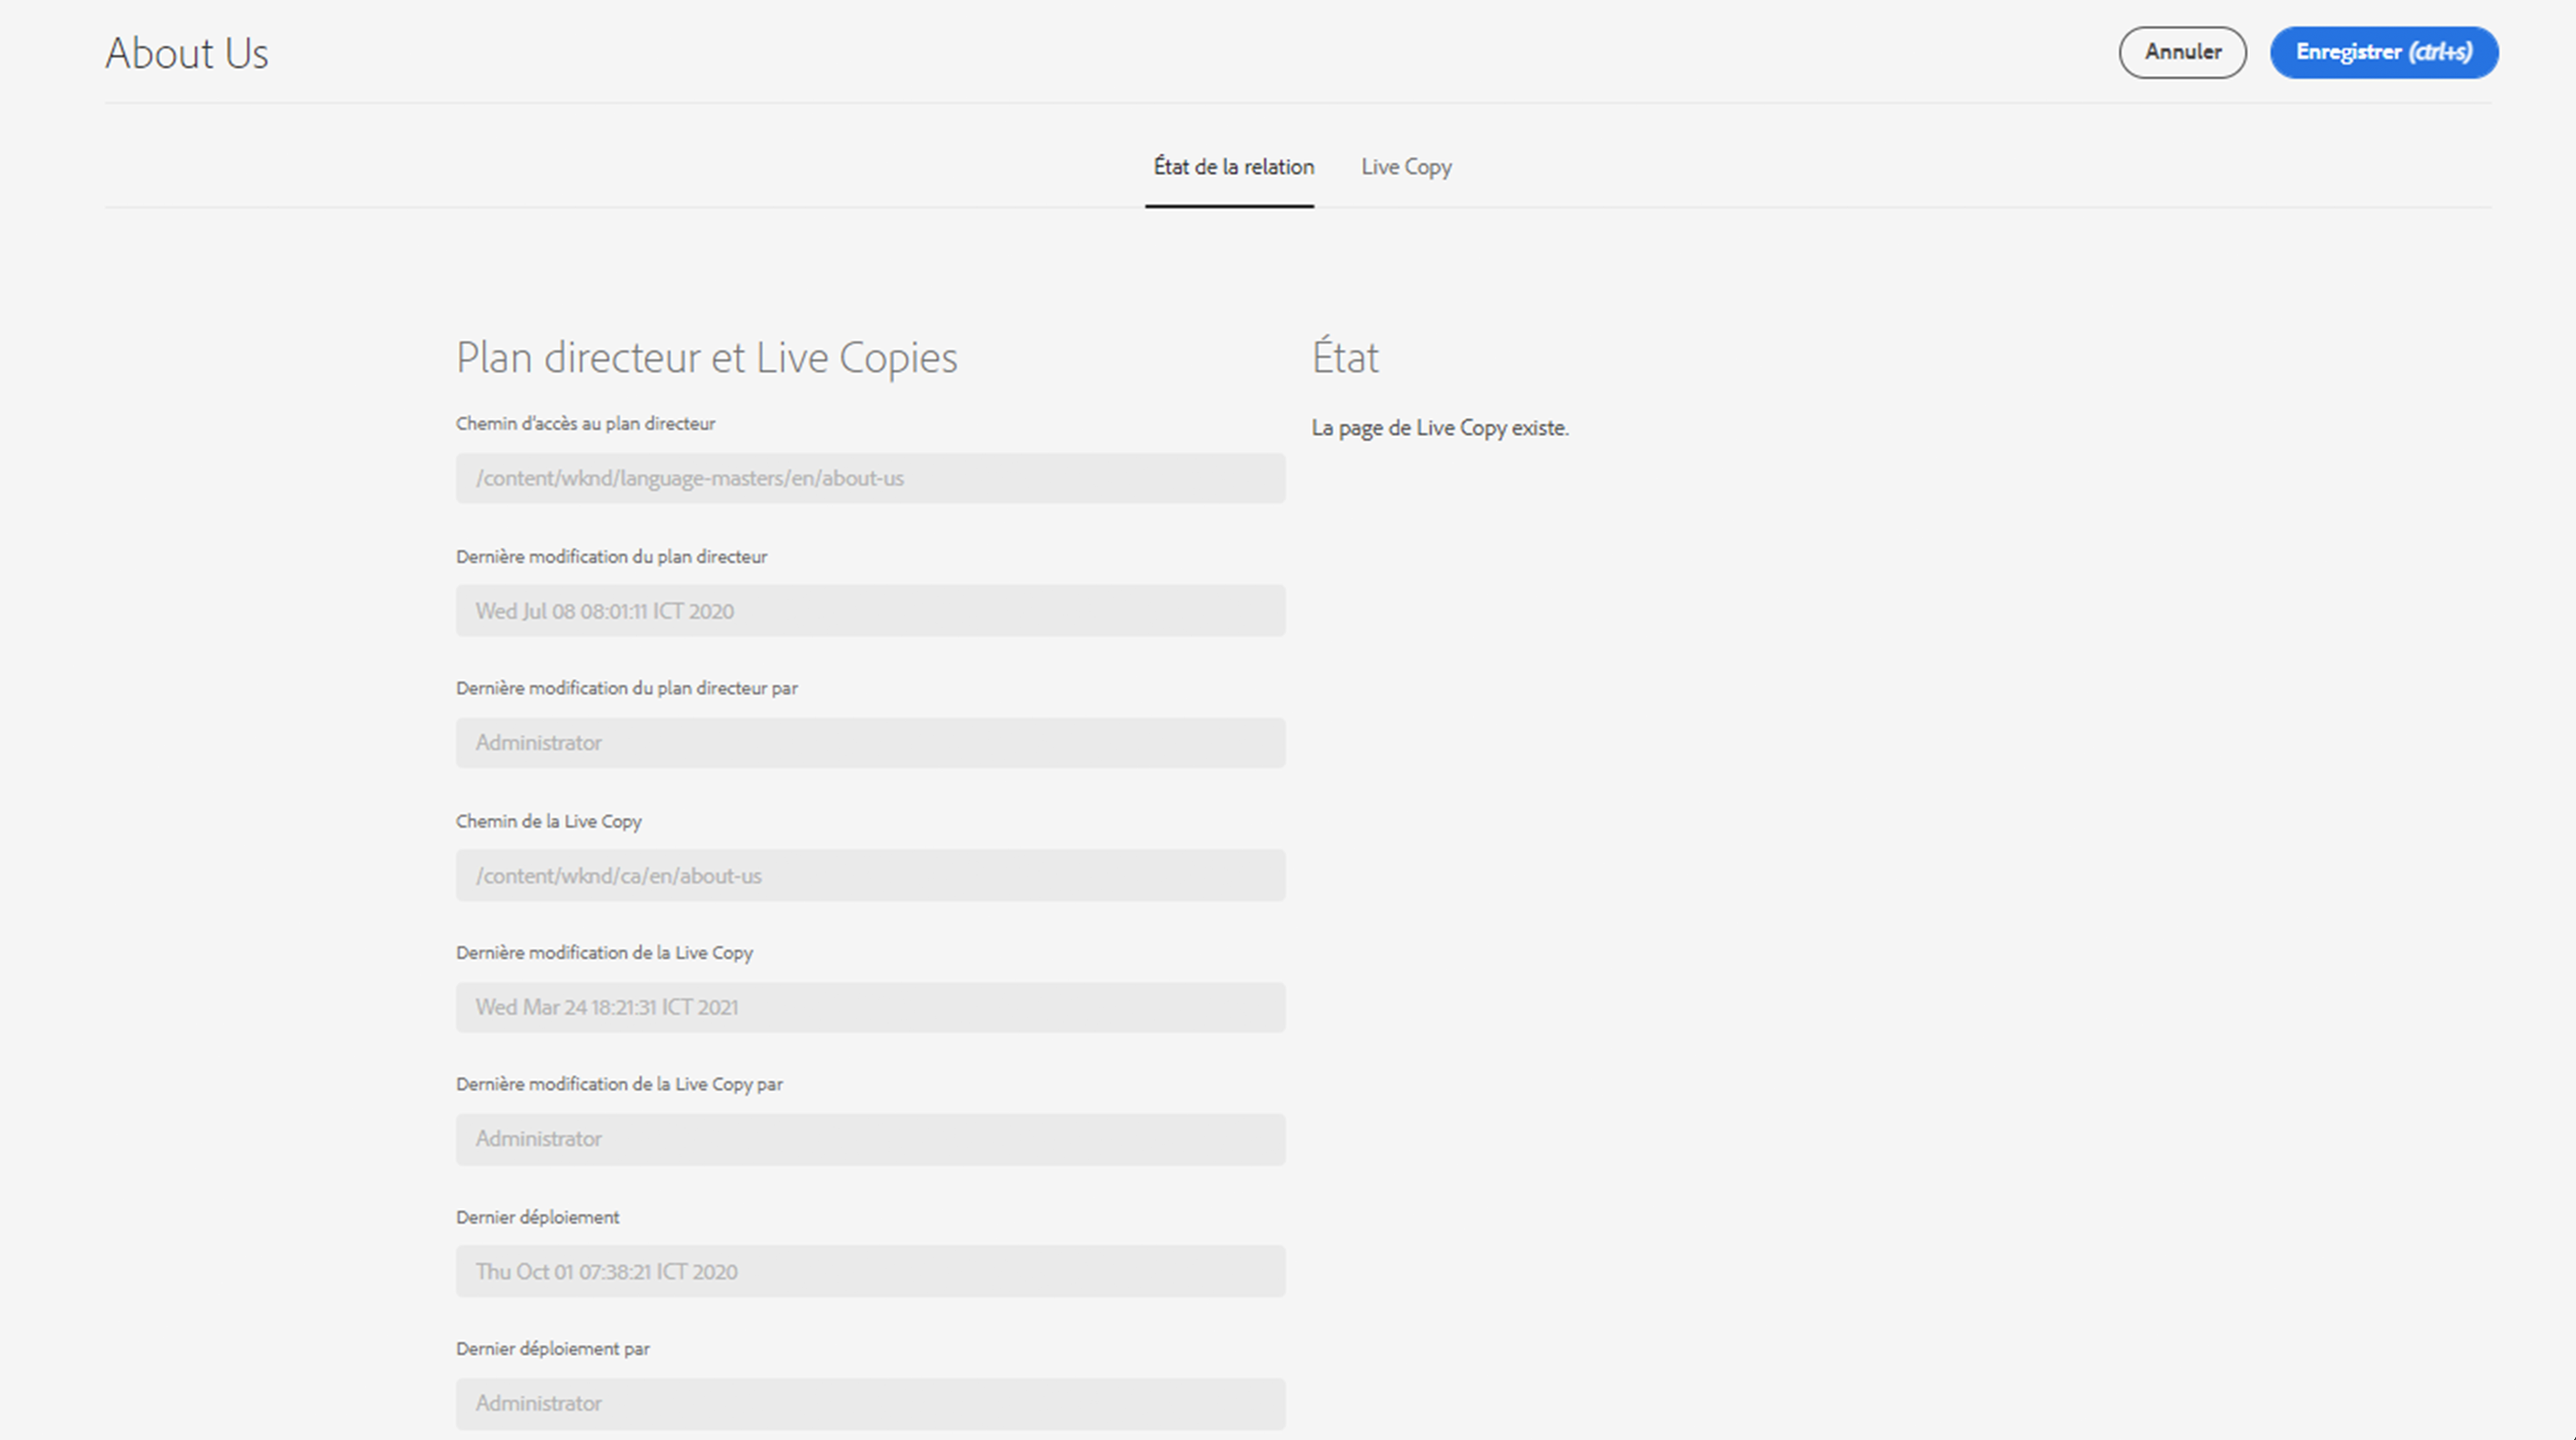 About Us
Annuler
Enregistrer (ctrl+s)
État de la relation
Live Copy
Plan directeur et Live Copies
Chemin d'accès au plan directeur
/content/wknd/language-masters/en/about-us
Dernière modification du plan directeur
Wed Jul 08 08:01:11 ICT 2020
Dernière modification du plan directeur par
Administrator
Chemin de la Live Copy
/content/wknd/ca/en/about-us
Dernière modification de la Live Copy
Wed Mar 24 18:21:31 ICT 2021
Dernière modification de la Live Copy par
Administrator
Dernier déploiement
Thu Oct 01 07:38:21 ICT 2020
Dernier déploiement par
Administrator
État
La page de Live Copy existe.